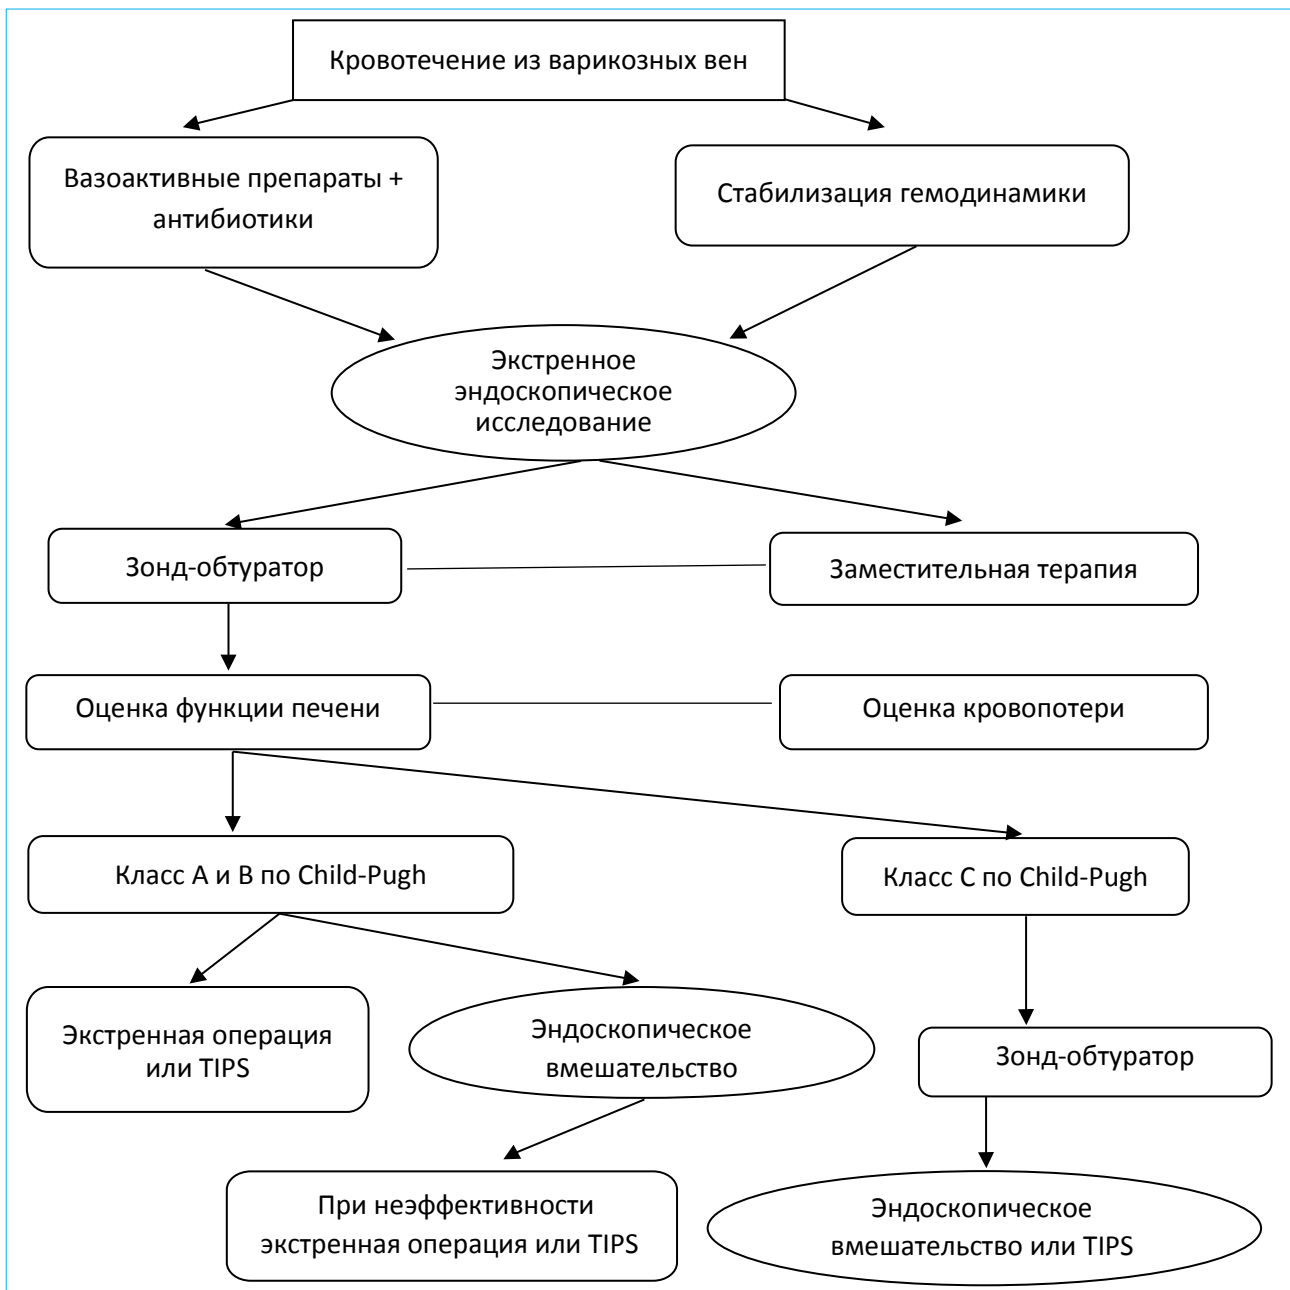 Кровотечение из варикозных вен
Вазоактивные препараты +
антибиотики
Стабилизация гемодинамики
Экстренное
эндоскопическое
исследование
Зонд-обтуратор
Заместительная терапия
Оценка функции печени
Оценка кровопотери
Класс А и В по Child-Pugh
Класс С по Child-Pugh
Экстренная операция
или TIPS
Эндоскопическое
вмешательство
Зонд-обтуратор
При неэффективности
экстренная операция или TIPS
Эндоскопическое
вмешательство или TIPS